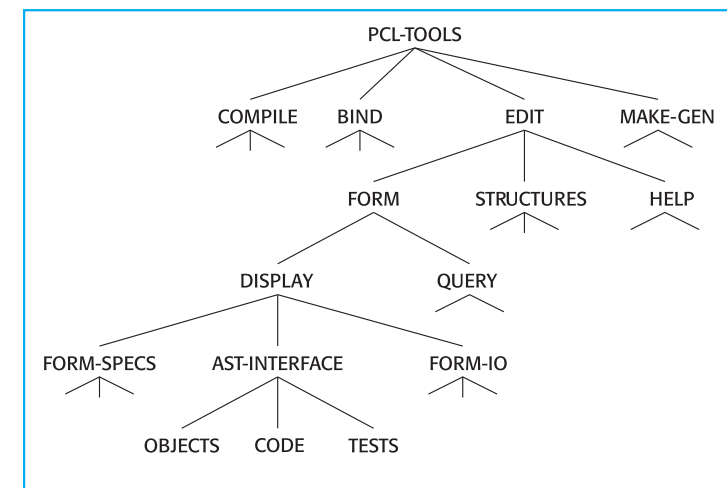 PCL-TOOLS
COMPILE BIND EDIT MAKE-GEN
FORM STRUCTURES HELP
DISPLAY QUERY
FORM-SPECS AST-INTERFACE FORM-IO
OBJECTS CODE TESTS